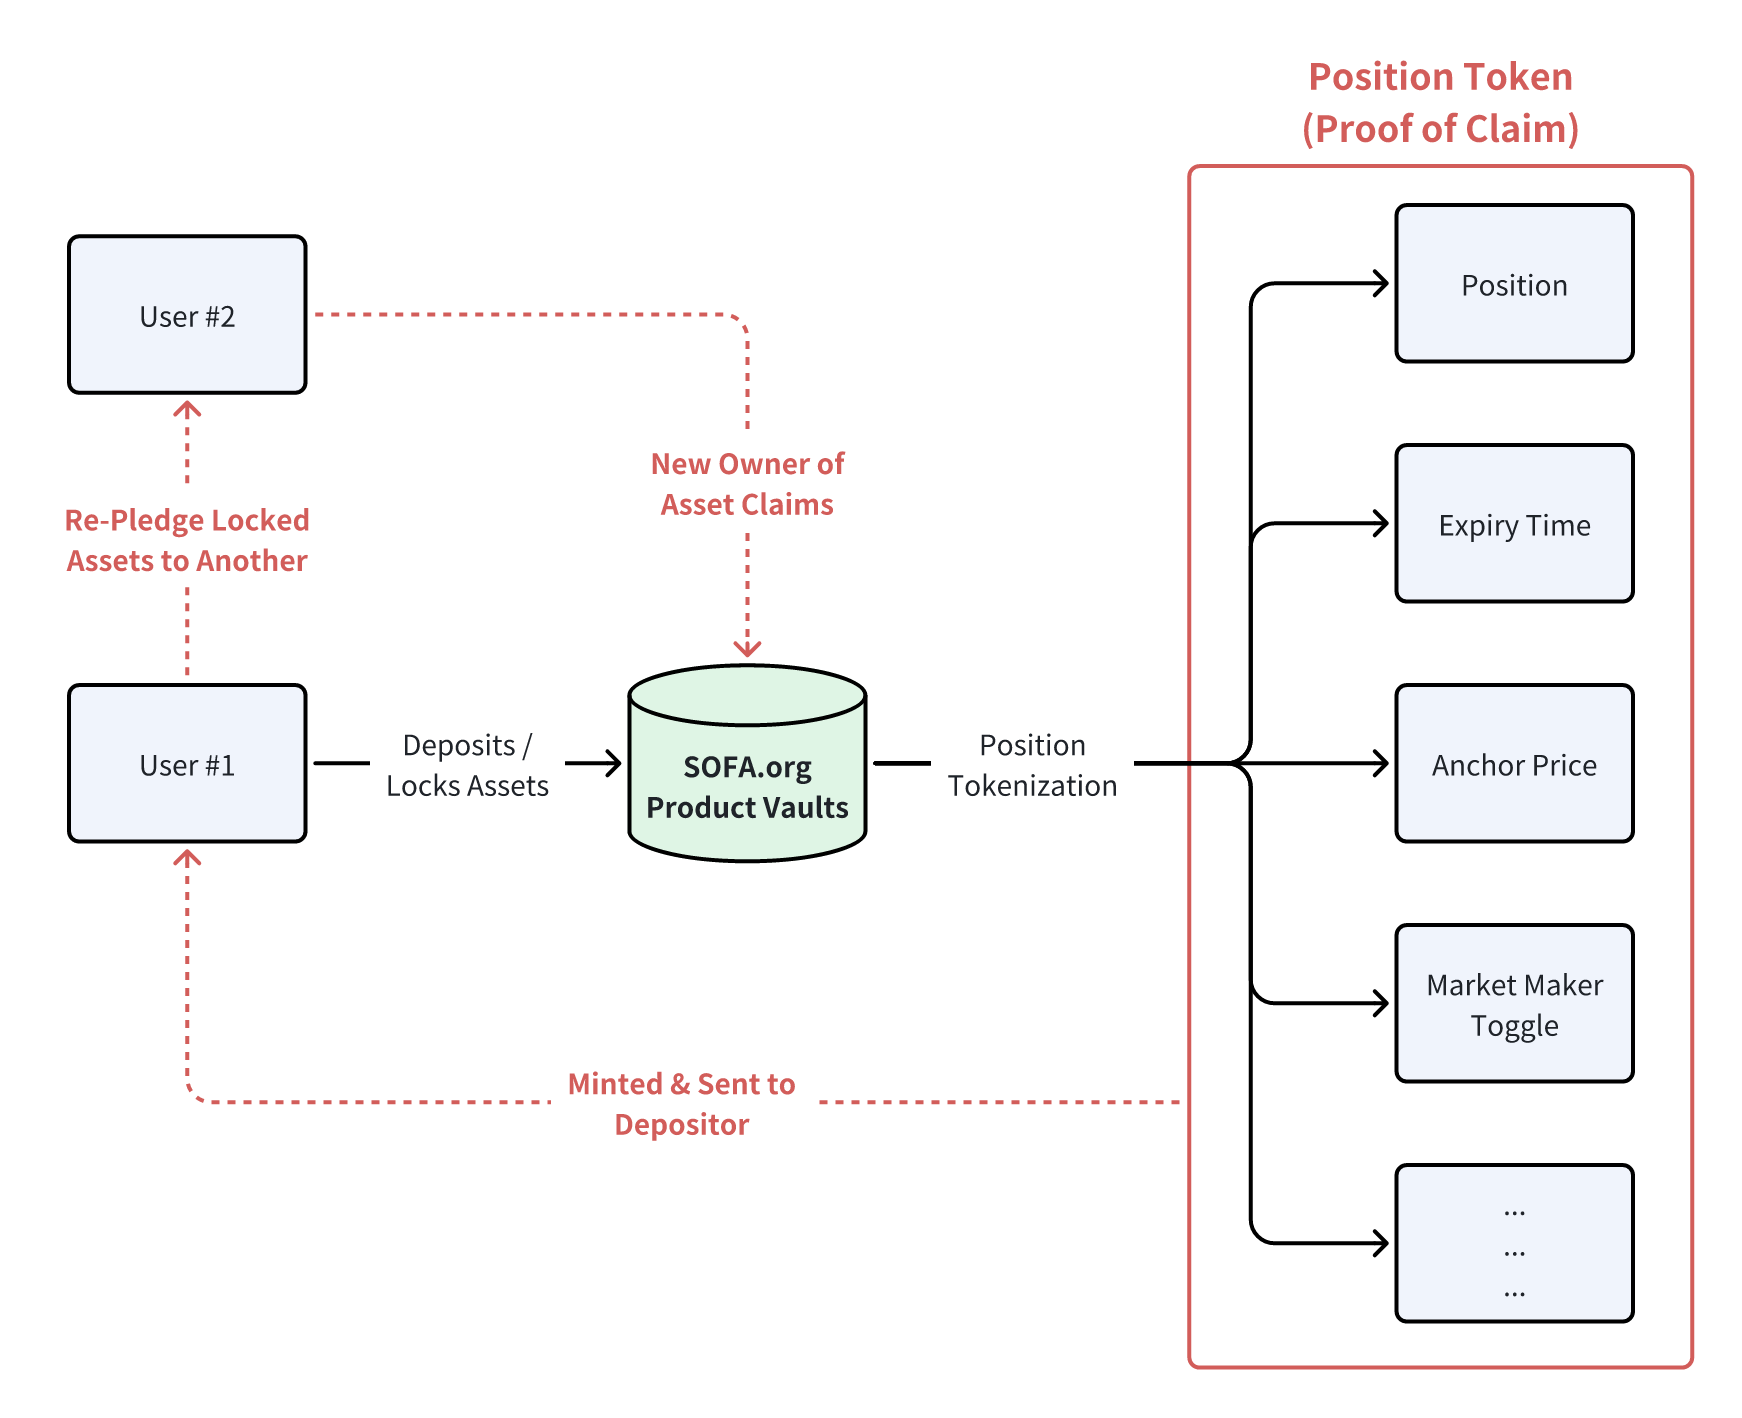 Position Token
(Proof of Claim)
Position
User #2
New Owner of
Asset Claims
Re-Pledge Locked
Assets to Another
Expiry Time
User #1
Deposits /
Locks Assets
SOFA.org
Product Vaults
Position
Tokenization
Anchor Price
Market Maker
Toggle
Minted & Sent to
Depositor
...
...
...